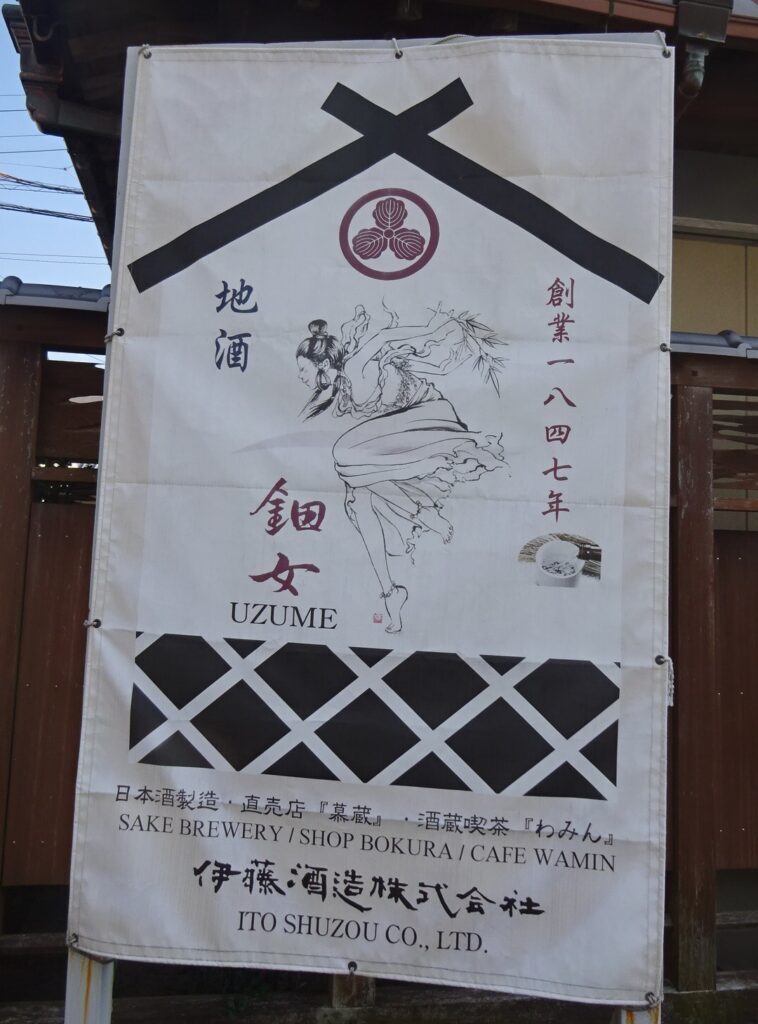 創業一八四七年
地酒
鈿女
UZUME
日本酒製造・直売店『慕蔵』・酒蔵喫茶『わみん』
SAKE BREWERY / SHOP BOKURA / CAFE WAMIN
伊藤酒造株式会社
ITO SHUZOU CO., LTD.